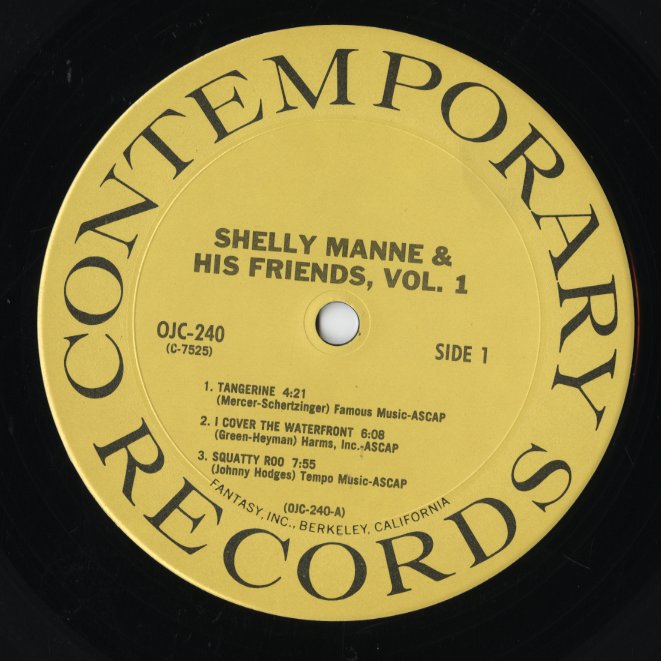 CONTEMPORARY RECORDS
SHELLY MANNE &
HIS FRIENDS, VOL. 1
OJC-240
(C-7525)
SIDE 1
1. TANGERINE 4:21
(Mercer-Schertzinger) Famous Music-ASCAP
2. I COVER THE WATERFRONT 6:08
(Green-Heyman) Harms, Inc.-ASCAP
3. SQUATTY ROO 7:55
(Johnny Hodges) Tempo Music-ASCAP
(OJC-240-A)
FANTASY, INC., BERKELEY, CALIFORNIA